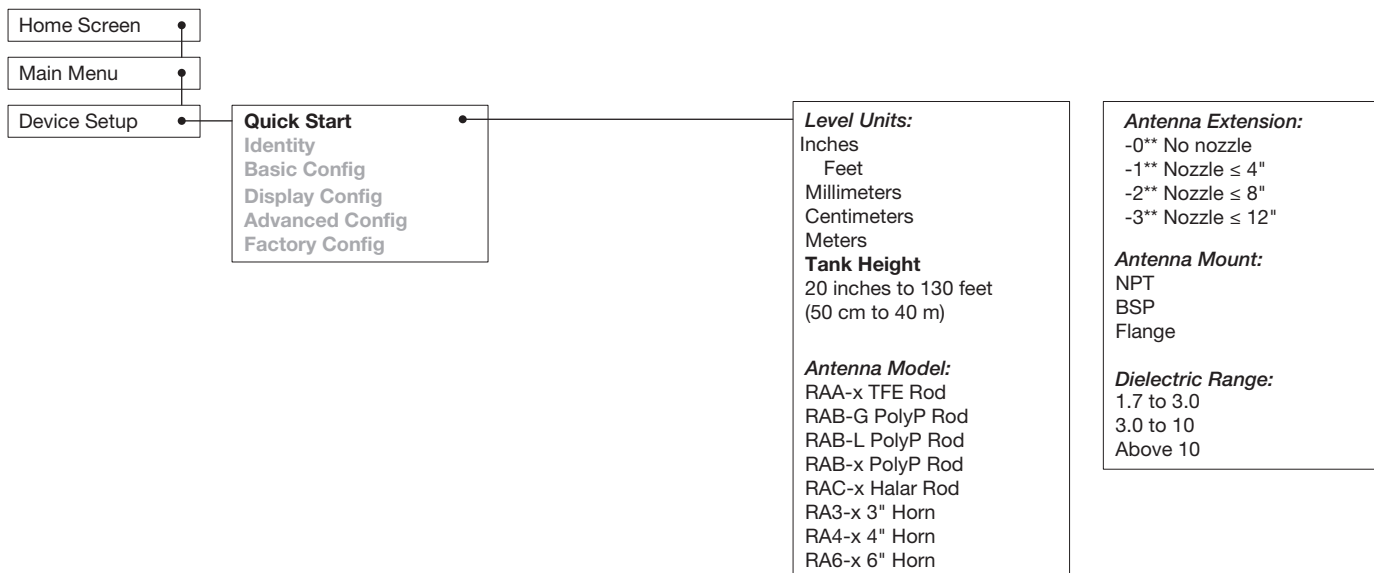 Home Screen
Main Menu
Device Setup
Quick Start
Identity
Basic Config
Display Config
Advanced Config
Factory Config
Level Units:
Inches
Feet
Millimeters
Centimeters
Meters
Tank Height
20 inches to 130 feet
(50 cm to 40 m)
Antenna Model:
RAA-x TFE Rod
RAB-G PolyP Rod
RAB-L PolyP Rod
RAB-x PolyP Rod
RAC-x Halar Rod
RA3-x 3" Horn
RA4-x 4" Horn
RA6-x 6" Horn
Antenna Extension:
-0** No nozzle
-1** Nozzle ≤ 4"
-2** Nozzle ≤ 8"
-3** Nozzle ≤ 12"
Antenna Mount:
NPT
BSP
Flange
Dielectric Range:
1.7 to 3.0
3.0 to 10
Above 10